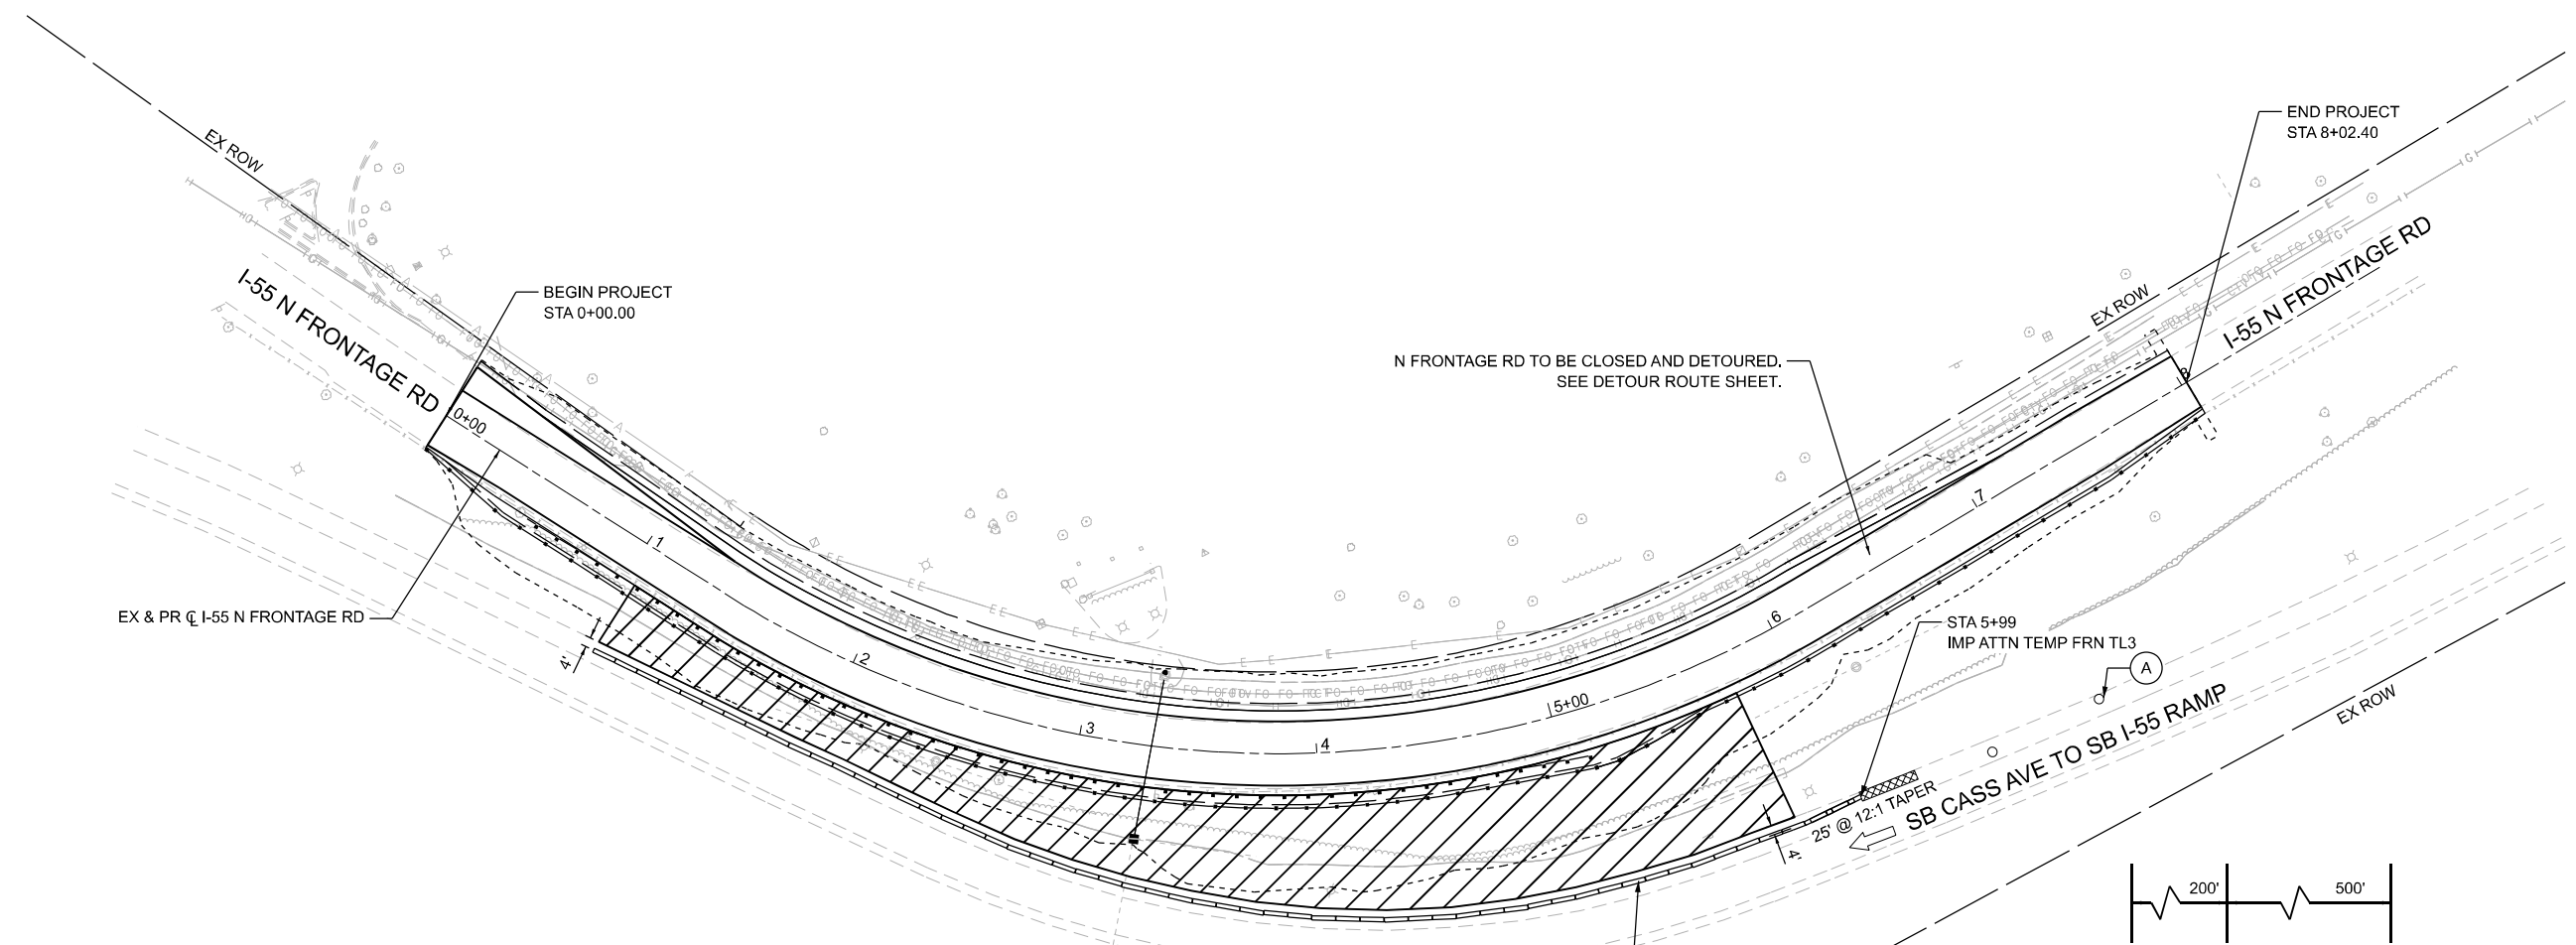 END PROJECT
STA 8+02.40
EX ROW
I-55 N FRONTAGE RD
BEGIN PROJECT
STA 0+00.00
EX ROW
I-55 N FRONTAGE RD
N FRONTAGE RD TO BE CLOSED AND DETOURED.
SEE DETOUR ROUTE SHEET.
8
0+00
7
1
EX & PR ℄ I-55 N FRONTAGE RD
6
STA 5+99
IMP ATTN TEMP FRN TL3
A
4'
2
5+00
3
4
EX ROW
SB CASS AVE TO SB I-55 RAMP
25' @ 12:1 TAPER
4'
200'
500'